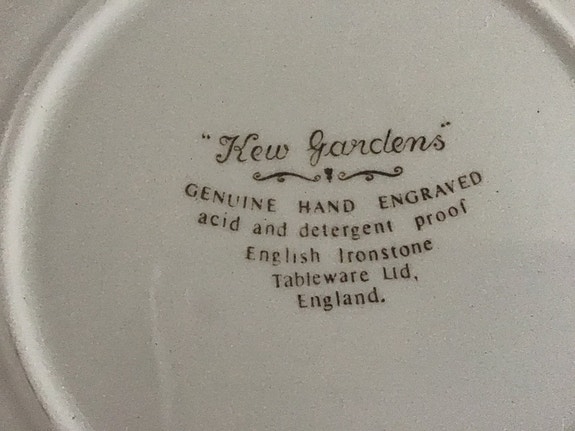 "Kew Gardens"
GENUINE HAND ENGRAVED
acid and detergent proof
English Ironstone
Tableware Ltd,
England.